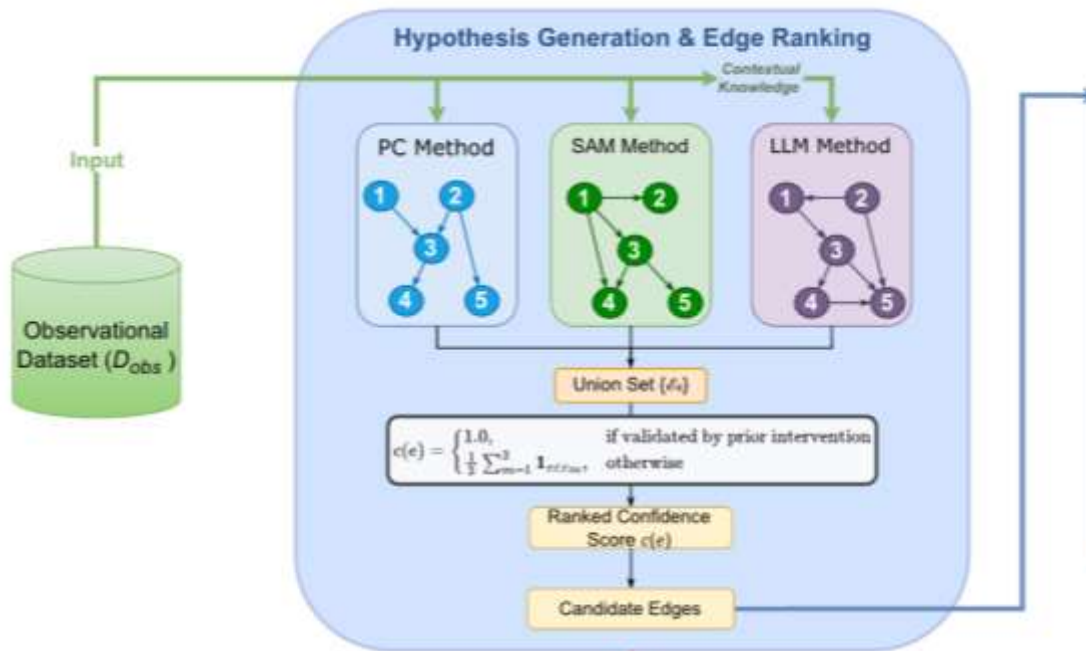 Hypothesis Generation & Edge Ranking
Contextual
Knowledge
Input
PC Method
SAM Method
LLM Method
1 2
3
4 5
1 2
3
4 5
1 2
3
4 5
Observational
Dataset (D_obs)
Union Set
c(e) = { 1.0, if validated by prior intervention
otherwise
Ranked Confidence
Score c(e)
Candidate Edges